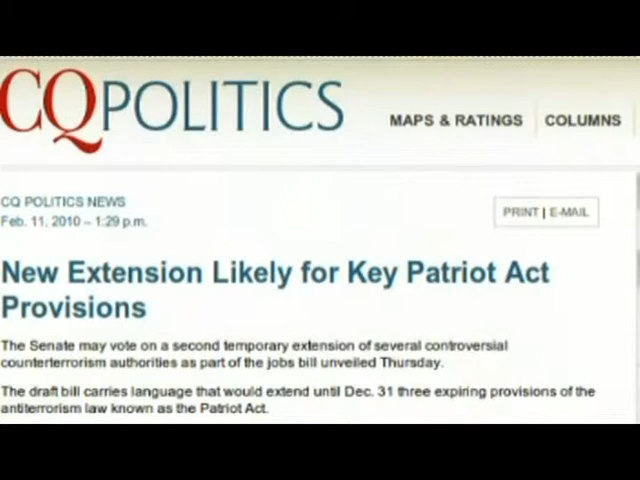 CQPOLITICS
MAPS & RATINGS
COLUMNS
CQ POLITICS NEWS
Feb. 11, 2010 – 1:29 p.m.
PRINT | E-MAIL
New Extension Likely for Key Patriot Act
Provisions
The Senate may vote on a second temporary extension of several controversial
counterterrorism authorities as part of the jobs bill unveiled Thursday.
The draft bill carries language that would extend until Dec. 31 three expiring provisions of the
antiterrorism law known as the Patriot Act.